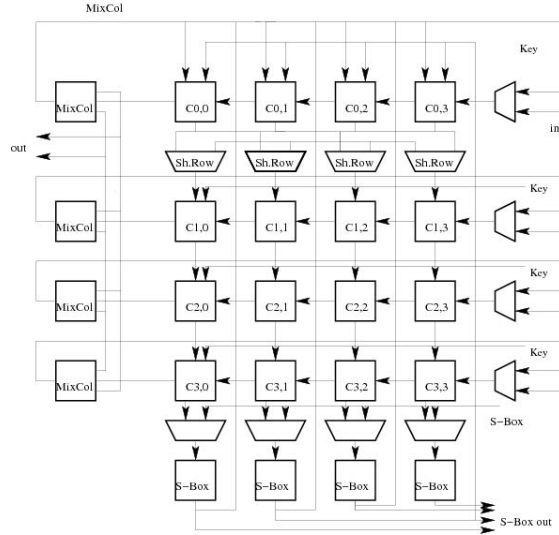 MixCol
Key
MixCol C0,0 C0,1 C0,2 C0,3
out
in
Sh.Row Sh.Row Sh.Row Sh.Row
Key
MixCol C1,0 C1,1 C1,2 C1,3
Key
MixCol C2,0 C2,1 C2,2 C2,3
Key
MixCol C3,0 C3,1 C3,2 C3,3
S-Box
S-Box S-Box S-Box S-Box
S-Box out